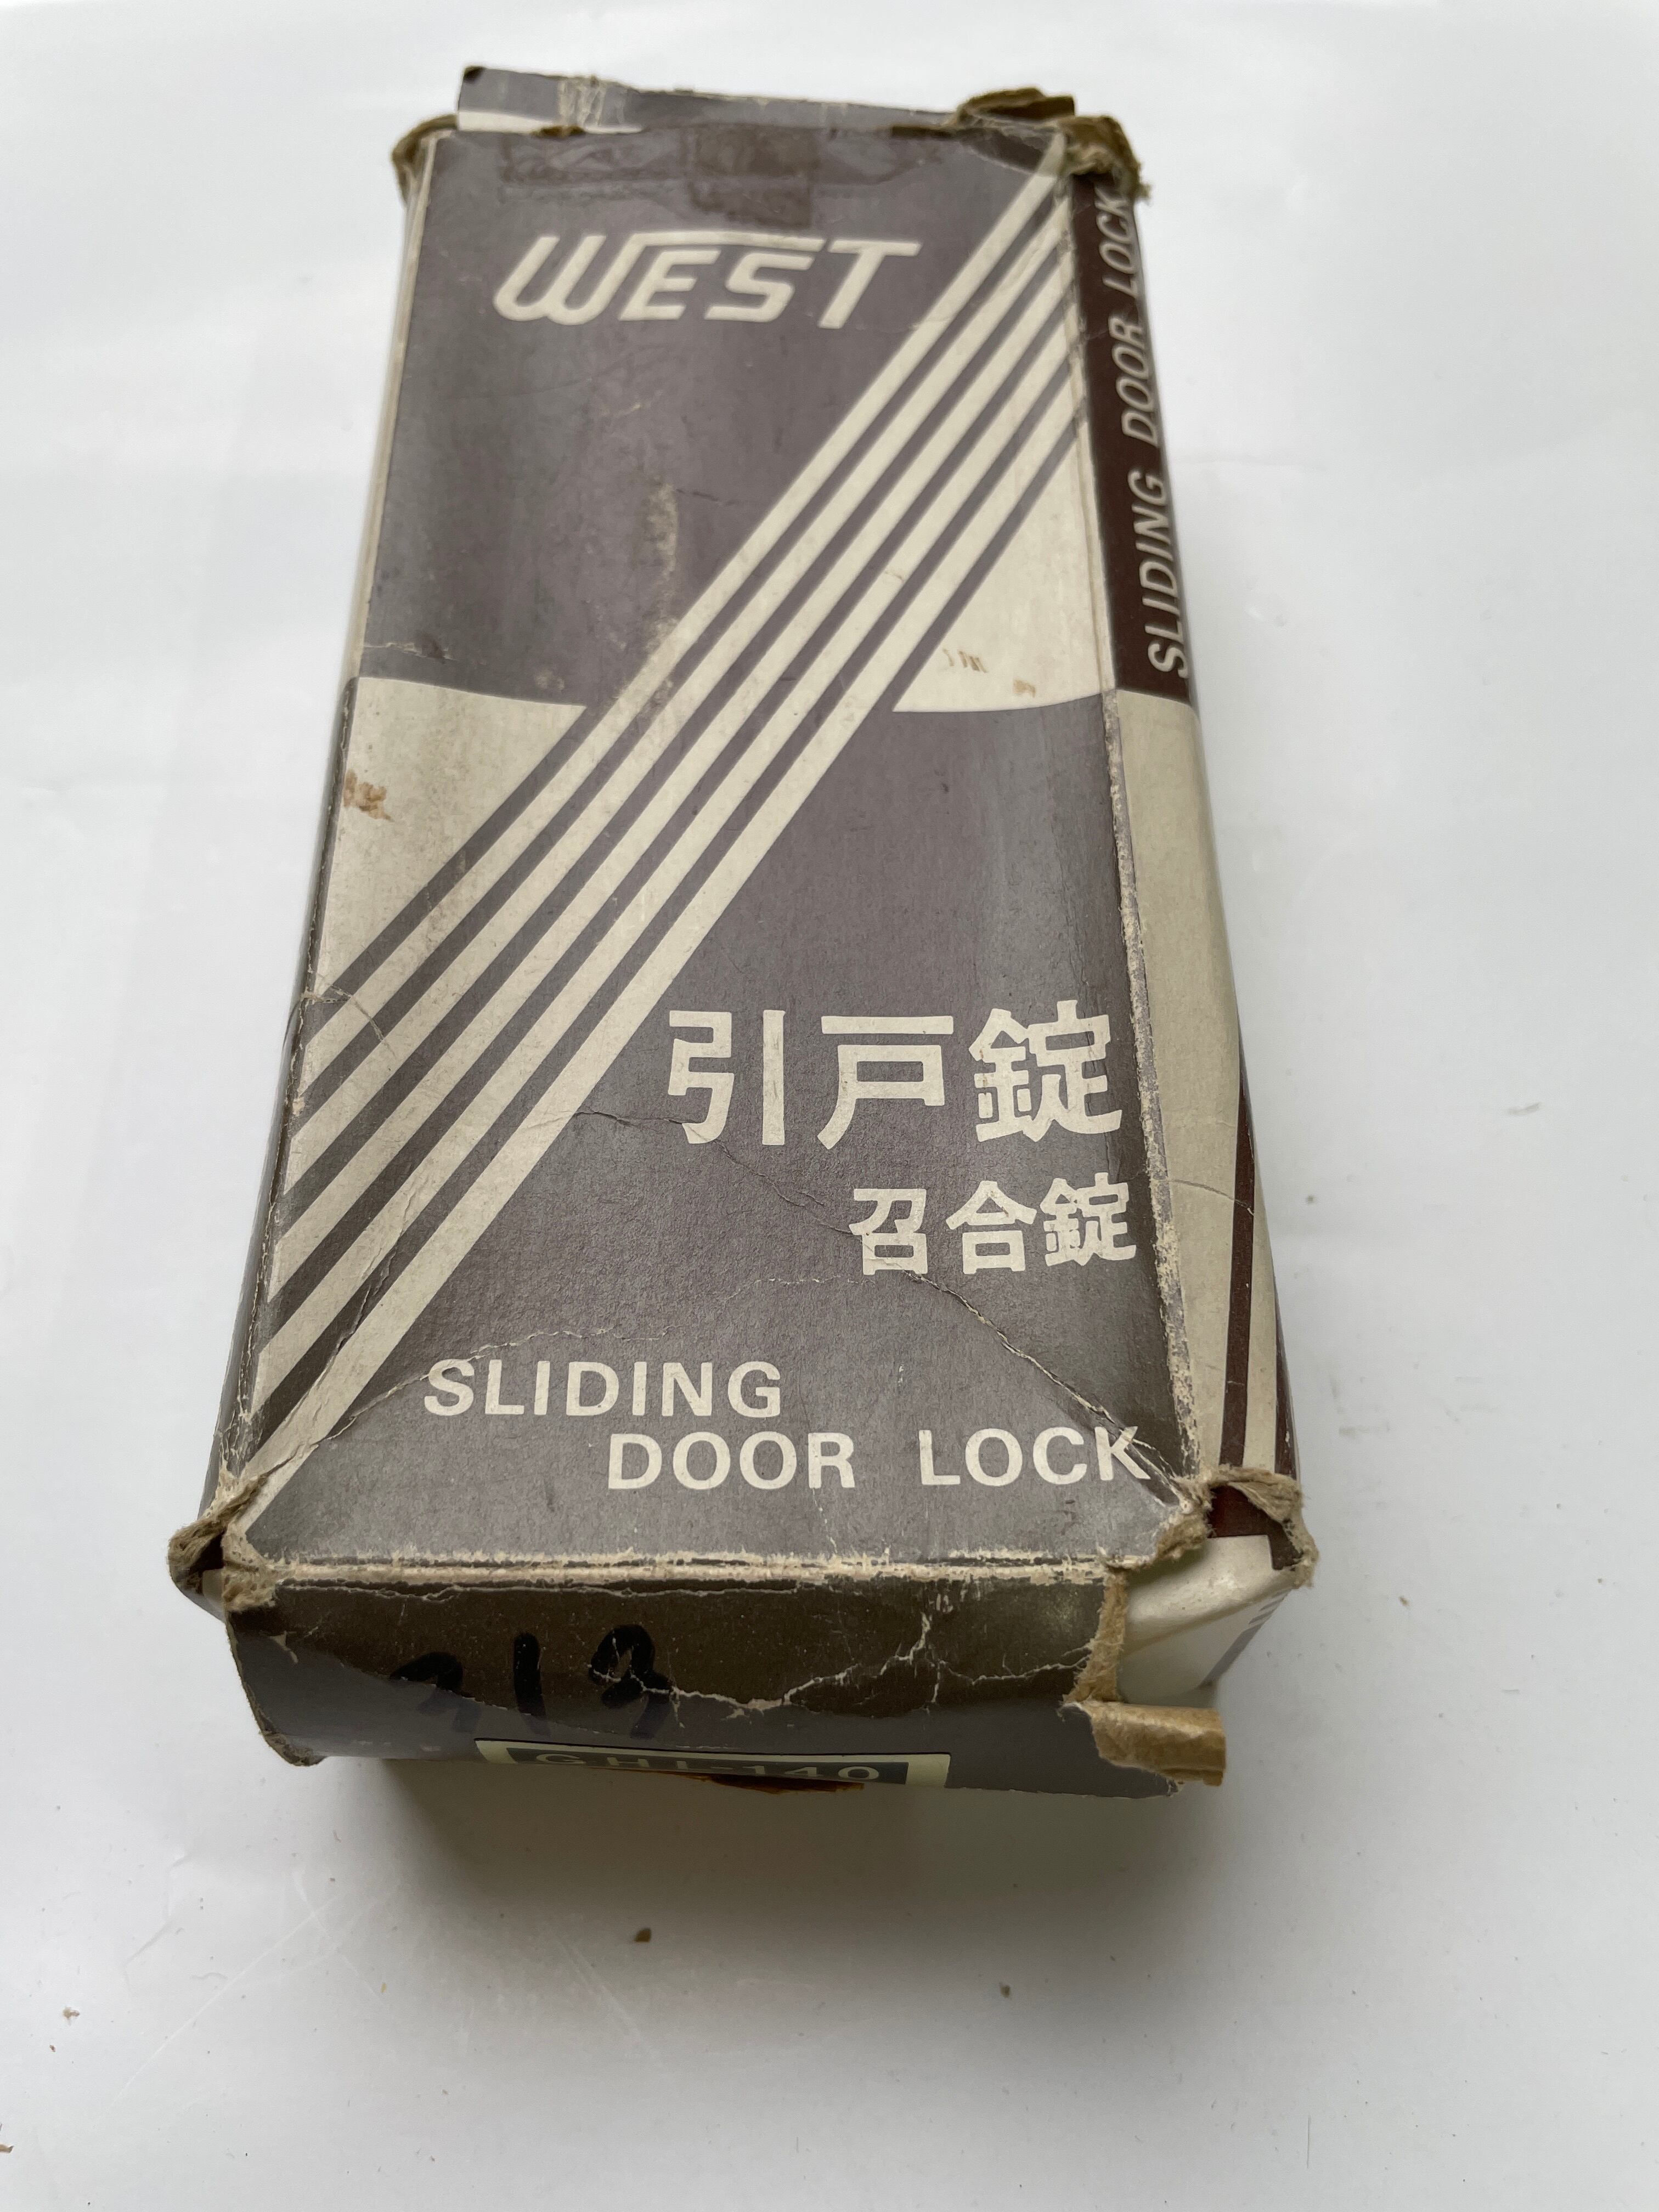 WEST
引戸錠
召合錠
SLIDING
DOOR LOCK
SLIDING DOOR LOCK